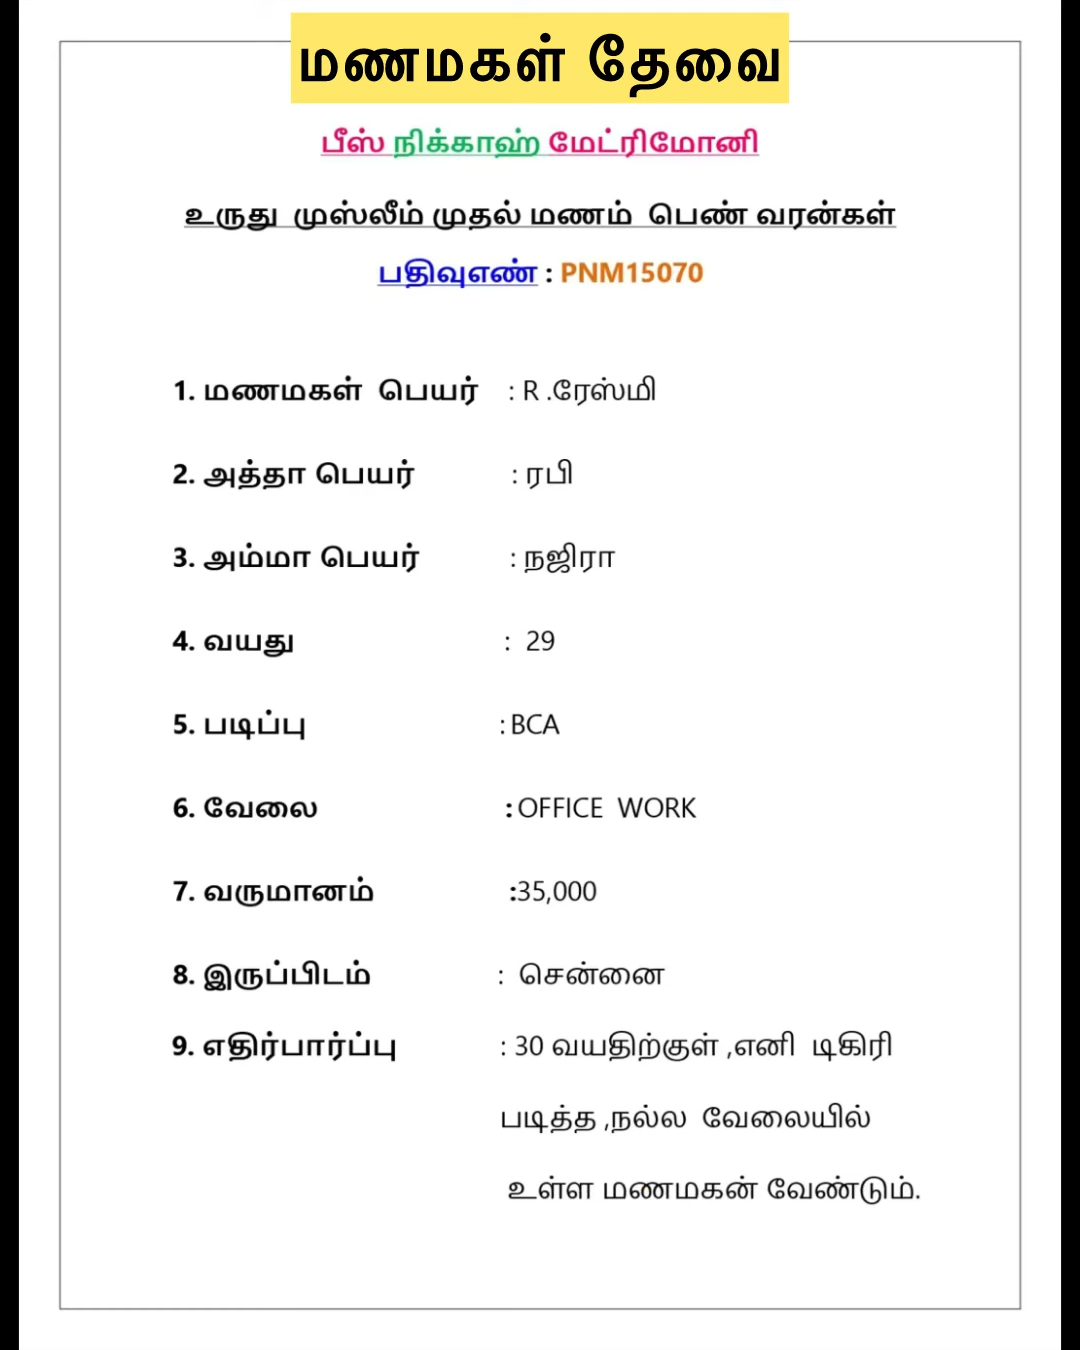 மணமகள் தேவை
பீஸ் நிக்காஹ் மேட்ரிமோனி
உருது முஸ்லீம் முதல் மணம் பெண் வரன்கள்
பதிவுஎண் : PNM15070
1. மணமகள் பெயர் : R .ரேஸ்மி
2. அத்தா பெயர் : ரபி
3. அம்மா பெயர் : நஜிரா
4. வயது : 29
5. படிப்பு : BCA
6. வேலை : OFFICE WORK
7. வருமானம் :35,000
8. இருப்பிடம் : சென்னை
9. எதிர்பார்ப்பு : 30 வயதிற்குள் ,எனி டிகிரி
படித்த ,நல்ல வேலையில்
உள்ள மணமகன் வேண்டும்.